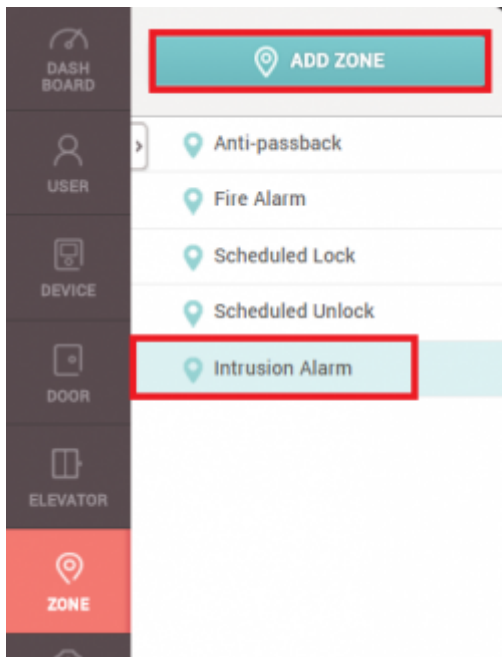 DASH
BOARD
USER
DEVICE
DOOR
ELEVATOR
ZONE
ADD ZONE
Anti-passback
Fire Alarm
Scheduled Lock
Scheduled Unlock
Intrusion Alarm